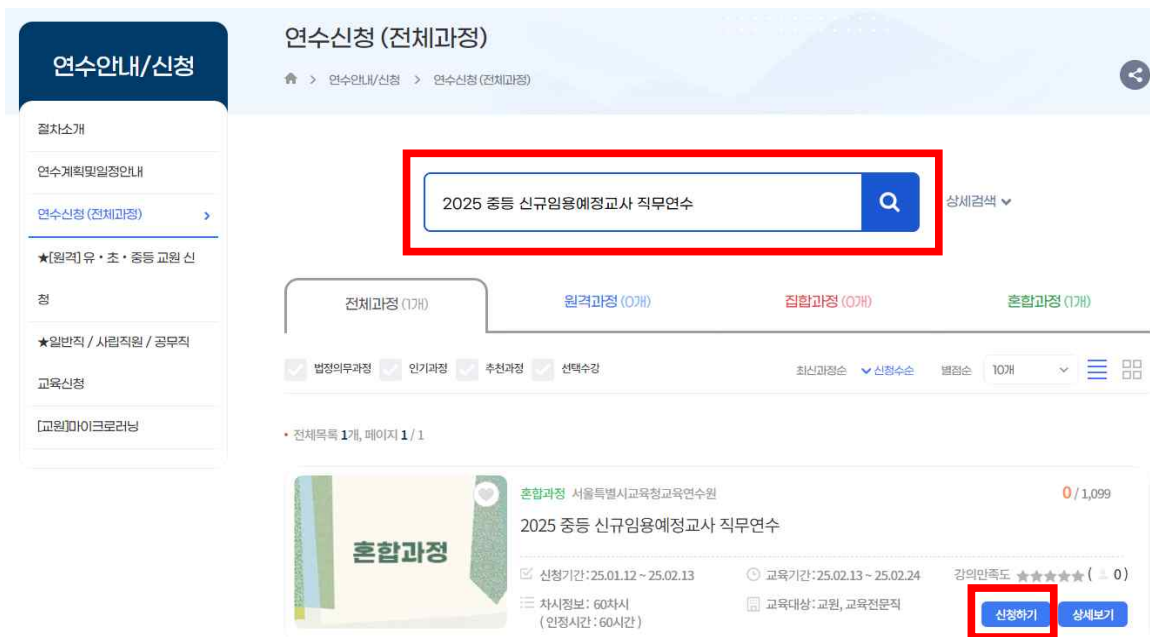 연수안내/신청
절차소개
연수계획및일정안내
연수신청(전체과정)
★[원격] 유・초・중등 교원 신
청
★일반직 / 사립직원 / 공무직
교육신청
[교원]마이크로러닝
연수신청 (전체과정)
연수안내/신청 > 연수신청(전체과정)
2025 중등 신규임용예정교사 직무연수
상세검색
전체과정 (1개) 원격과정 (0개) 집합과정 (0개) 혼합과정 (1개)
법정의무과정 인기과정 추천과정 선택수강 최신과정순 신청수순 별점순 10개
• 전체목록 1개, 페이지 1 / 1
혼합과정
혼합과정 서울특별시교육청교육연수원 0 / 1,099
2025 중등 신규임용예정교사 직무연수
신청기간 : 25.01.12 ~ 25.02.13 교육기간 : 25.02.13 ~ 25.02.24 강의만족도 ★★★★★ ( 0)
차시정보 : 60차시 교육대상 : 교원, 교육전문직
( 인정시간 : 60시간 ) 신청하기 상세보기